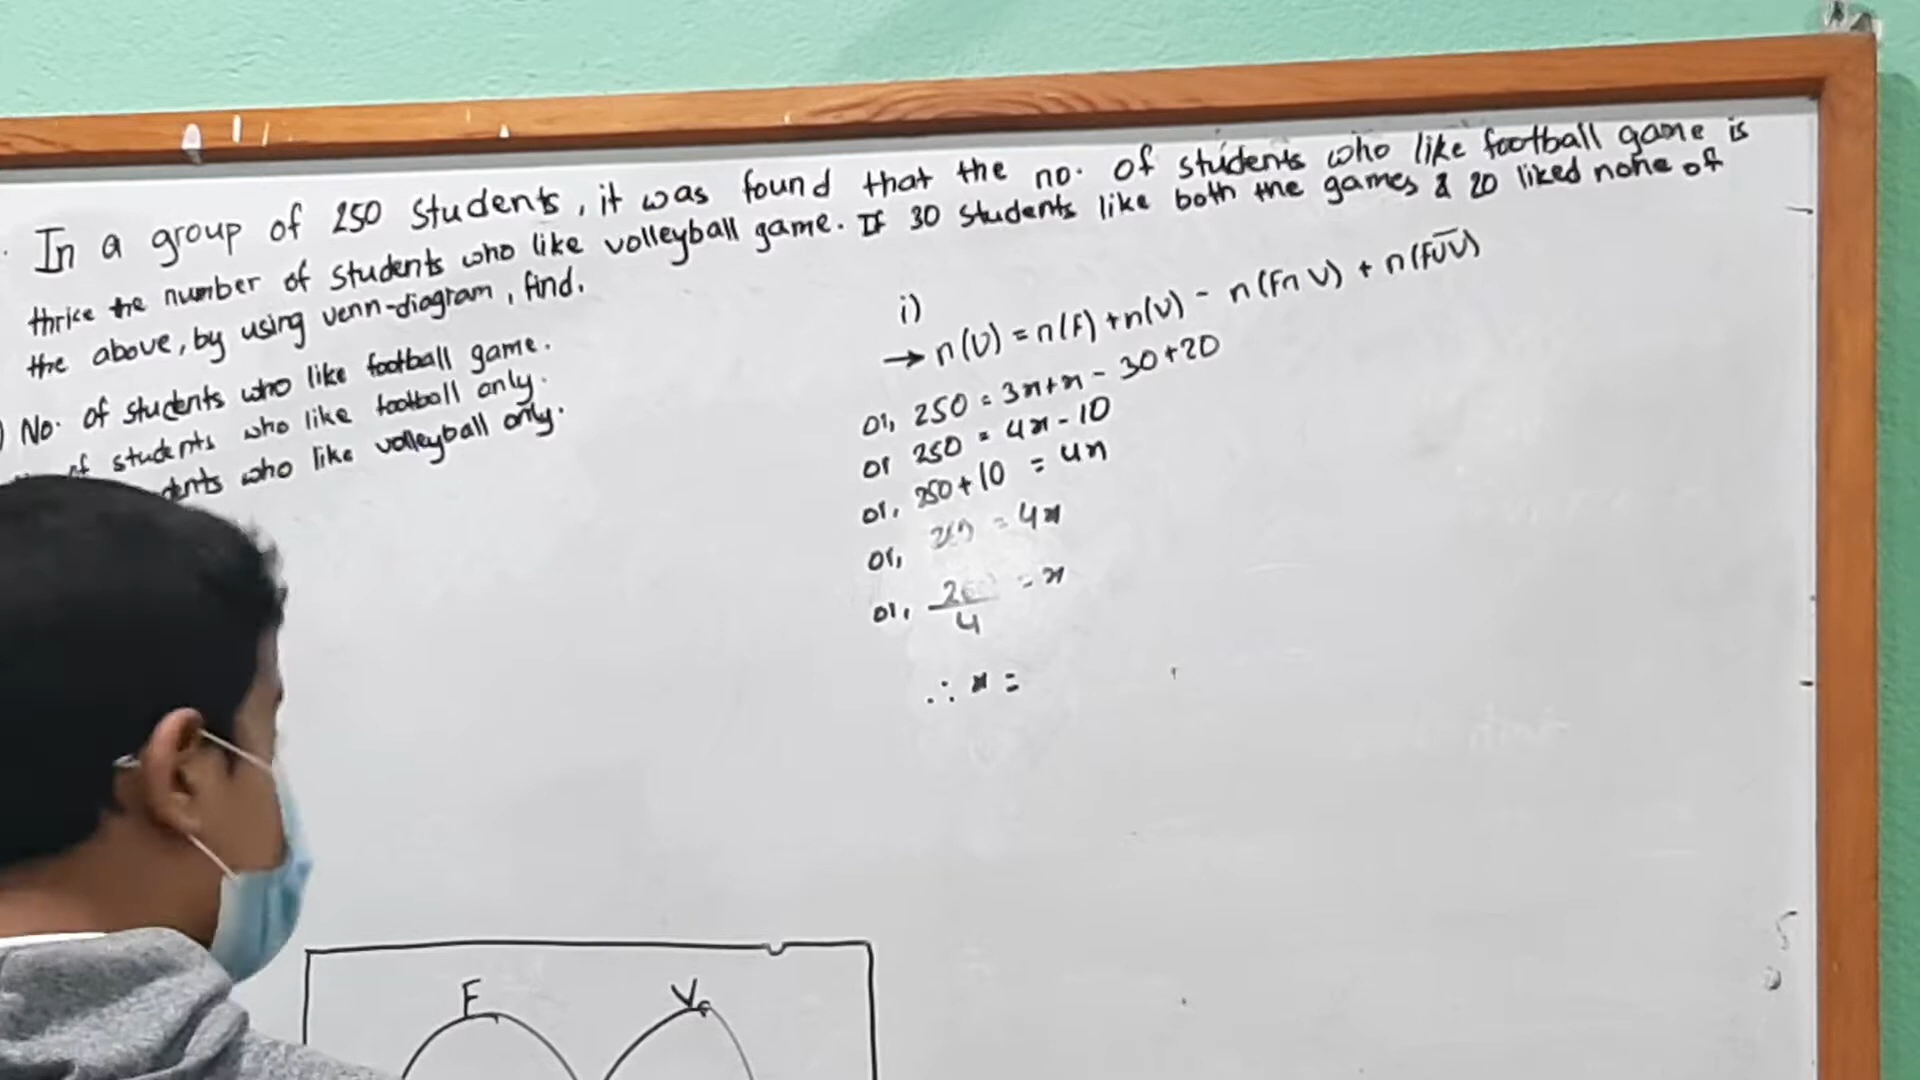 In a group of 250 students, it was found that the no. of students who like football game is
thrice the number of students who like volleyball game. If 30 students like both the games & 20 liked none of
the above, by using venn-diagram, find.
) No. of students who like football game.
of students who like football only.
dents who like volleyball only.
i)
→ n(U) = n(F) + n(V) - n(F∩V) + n(F̅U̅V̅)
or, 250 = 3x + x - 30 + 20
or 250 = 4x - 10
or, 250 + 10 = 4x
or, 260 = 4x
or, 260/4 = x
∴ x =
F V